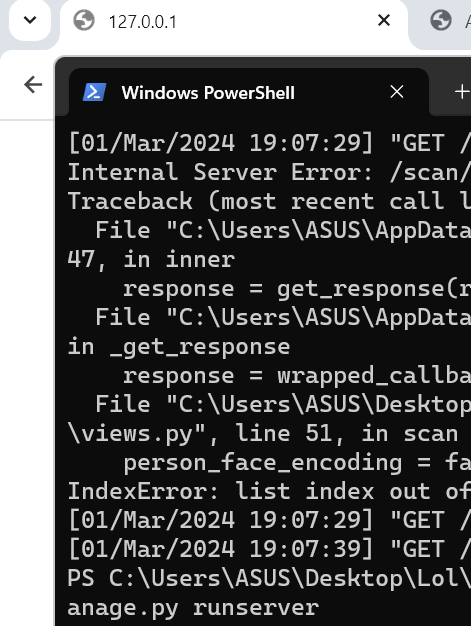 127.0.0.1
Windows PowerShell
[01/Mar/2024 19:07:29] "GET /
Internal Server Error: /scan/
Traceback (most recent call l
File "C:\Users\ASUS\AppData
47, in inner
response = get_response(r
File "C:\Users\ASUS\AppData
in _get_response
response = wrapped_callba
File "C:\Users\ASUS\Desktop
\views.py", line 51, in scan
person_face_encoding = fa
IndexError: list index out of
[01/Mar/2024 19:07:29] "GET /
[01/Mar/2024 19:07:39] "GET /
PS C:\Users\ASUS\Desktop\Lol\
anage.py runserver